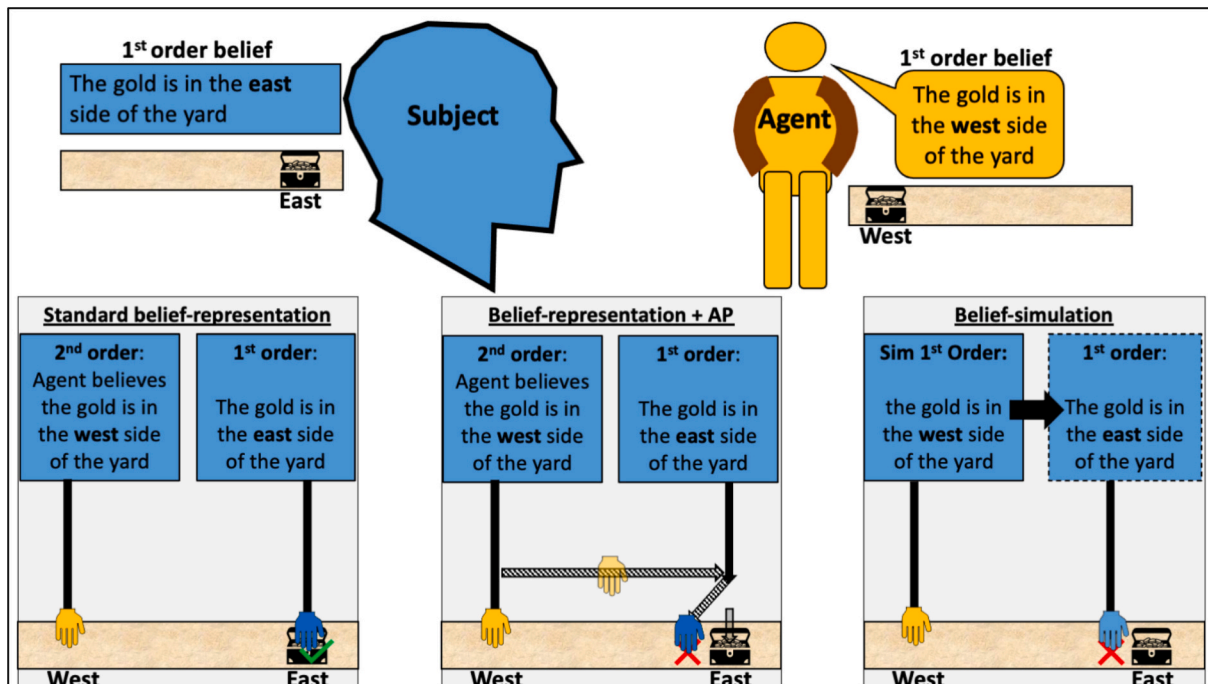 1st order belief
The gold is in the east
side of the yard
East
Subject
Agent
1st order belief
The gold is in
the west side
of the yard
West
Standard belief-representation
2nd order:
Agent believes
the gold is in
the west side
of the yard
1st order:
The gold is in
the east side
of the yard
West
East
Belief-representation + AP
2nd order:
Agent believes
the gold is in
the west side
of the yard
1st order:
The gold is in
the east side
of the yard
West
East
Belief-simulation
Sim 1st Order:
the gold is in
the west side
of the yard
1st order:
The gold is in
the east side
of the yard
West
East